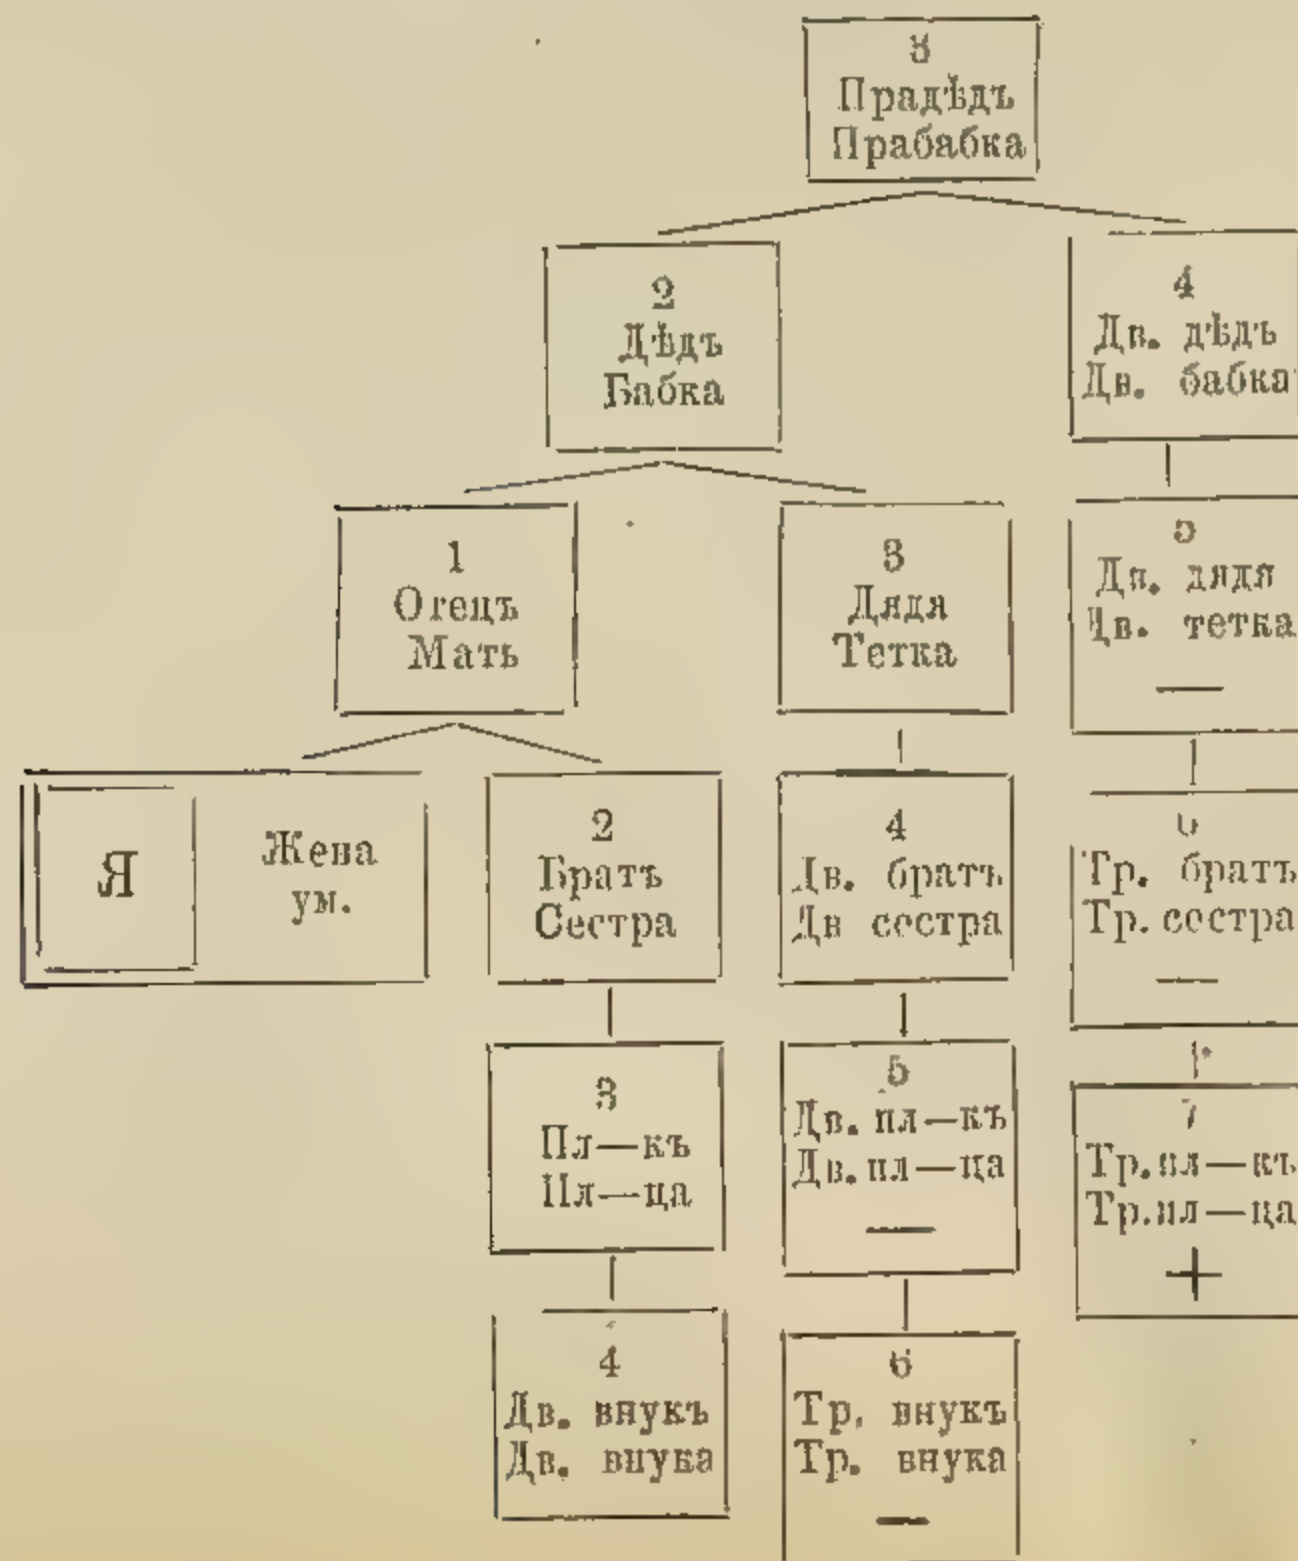 3
Прадѣдъ
Прабабка
2
Дѣдъ
Бабка
4
Дв. дѣдъ
Дв. бабка
1
Отецъ
Мать
3
Дядя
Тетка
5
Дв. дядя
Дв. тетка
—
Я
Жена
ум.
2
Братъ
Сестра
4
Дв. братъ
Дв сестра
6
Тр. братъ
Тр. сестра
—
3
Пл—къ
Пл—ца
5
Дв. пл—къ
Дв. пл—ца
—
7
Тр. пл—къ
Тр. пл—ца
+
4
Дв. внукъ
Дв. внука
6
Тр. внукъ
Тр. внука
—